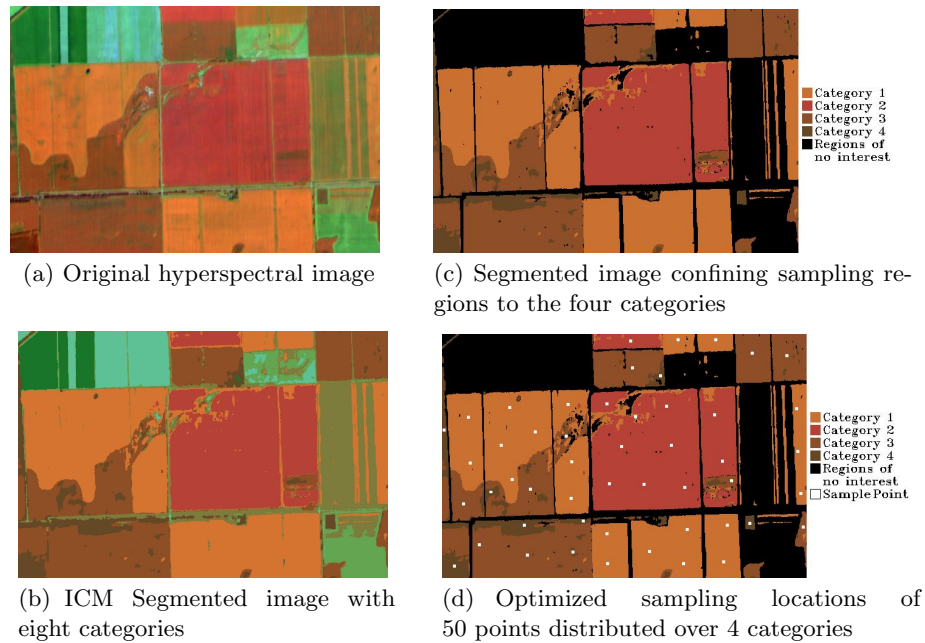 (a) Original hyperspectral image
Category 1
Category 2
Category 3
Category 4
Regions of
no interest
(c) Segmented image confining sampling re-
gions to the four categories
(b) ICM Segmented image with
eight categories
Category 1
Category 2
Category 3
Category 4
Regions of
no interest
SamplePoint
(d) Optimized sampling locations of
50 points distributed over 4 categories